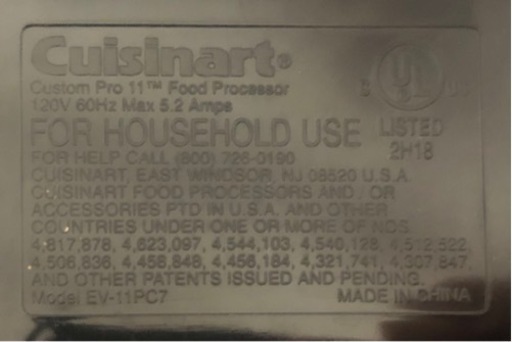 Cuisinart®
Custom Pro 11™ Food Processor
120V 60Hz Max 5.2 Amps
C UL US
FOR HOUSEHOLD USE
LISTED
2H18
FOR HELP CALL (800) 726-0190
CUISINART, EAST WINDSOR, NJ 08520 U.S.A.
CUISINART FOOD PROCESSORS AND / OR
ACCESSORIES PTD IN U.S.A. AND OTHER
COUNTRIES UNDER ONE OR MORE OF NOS
4,817,878, 4,623,097, 4,544,103, 4,540,128, 4,512,522,
4,506,836, 4,456,848, 4,456,184, 4,321,741, 4,307,847
AND OTHER PATENTS ISSUED AND PENDING.
Model EV-11PC7
MADE IN CHINA